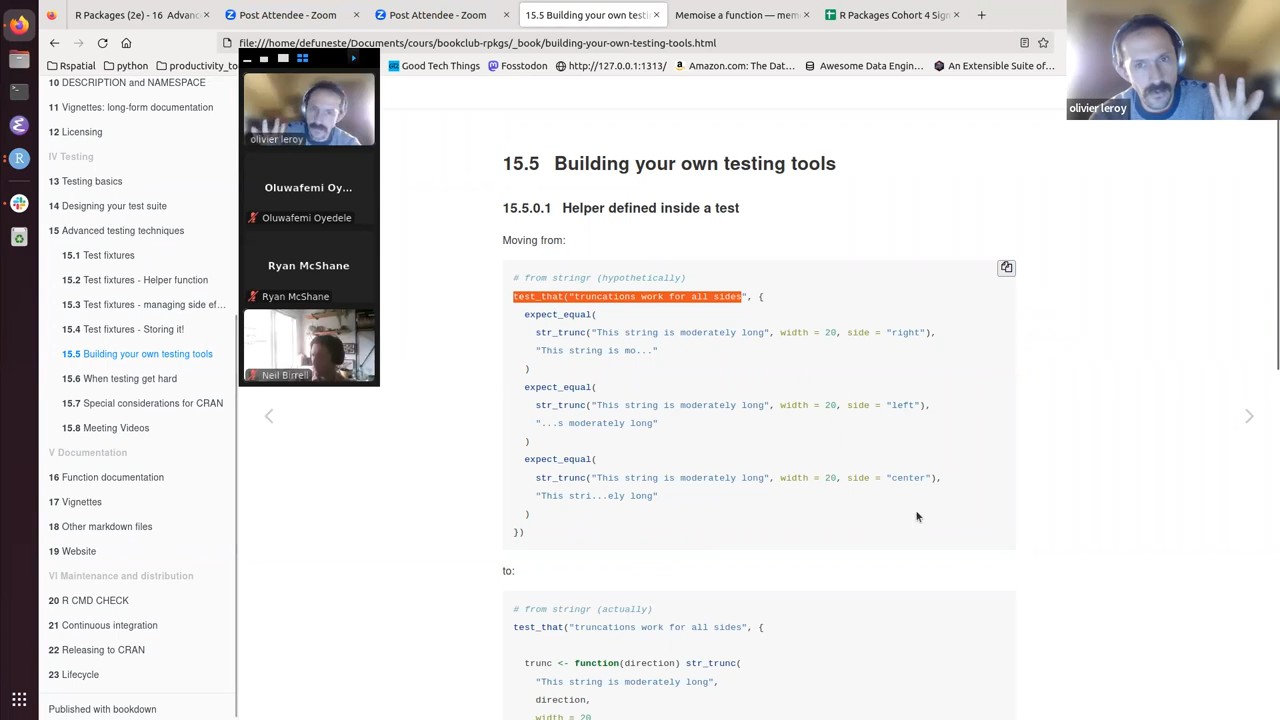 R Packages (2e) - 16 Advanc
Post Attendee - Zoom
Post Attendee - Zoom
15.5 Building your own testi
Memoise a function — mem
R Packages Cohort 4 Sign
file:///home/defuneste/Documents/cours/bookclub-rpkgs/_book/building-your-own-testing-tools.html
Rspatial
python
productivity_to
Good Tech Things
Fosstodon
http://127.0.0.1:1313/
Amazon.com: The Dat…
Awesome Data Engin…
An Extensible Suite of…
olivier leroy
10 DESCRIPTION and NAMESPACE
11 Vignettes: long-form documentation
12 Licensing
IV Testing
13 Testing basics
14 Designing your test suite
15 Advanced testing techniques
15.1 Test fixtures
15.2 Test fixtures - Helper function
15.3 Test fixtures - managing side ef…
15.4 Test fixtures - Storing it!
15.5 Building your own testing tools
15.6 When testing get hard
15.7 Special considerations for CRAN
15.8 Meeting Videos
V Documentation
16 Function documentation
17 Vignettes
18 Other markdown files
19 Website
VI Maintenance and distribution
20 R CMD CHECK
21 Continuous integration
22 Releasing to CRAN
23 Lifecycle
Published with bookdown
olivier leroy
Oluwafemi Oy...
Oluwafemi Oyedele
Ryan McShane
Ryan McShane
Neil Birrell
15.5 Building your own testing tools
15.5.0.1 Helper defined inside a test
Moving from:
# from stringr (hypothetically)
test_that("truncations work for all sides", {
expect_equal(
str_trunc("This string is moderately long", width = 20, side = "right"),
"This string is mo..."
)
expect_equal(
str_trunc("This string is moderately long", width = 20, side = "left"),
"...s moderately long"
)
expect_equal(
str_trunc("This string is moderately long", width = 20, side = "center"),
"This stri...ely long"
)
})
to:
# from stringr (actually)
test_that("truncations work for all sides", {
trunc <- function(direction) str_trunc(
"This string is moderately long",
direction,
width = 20